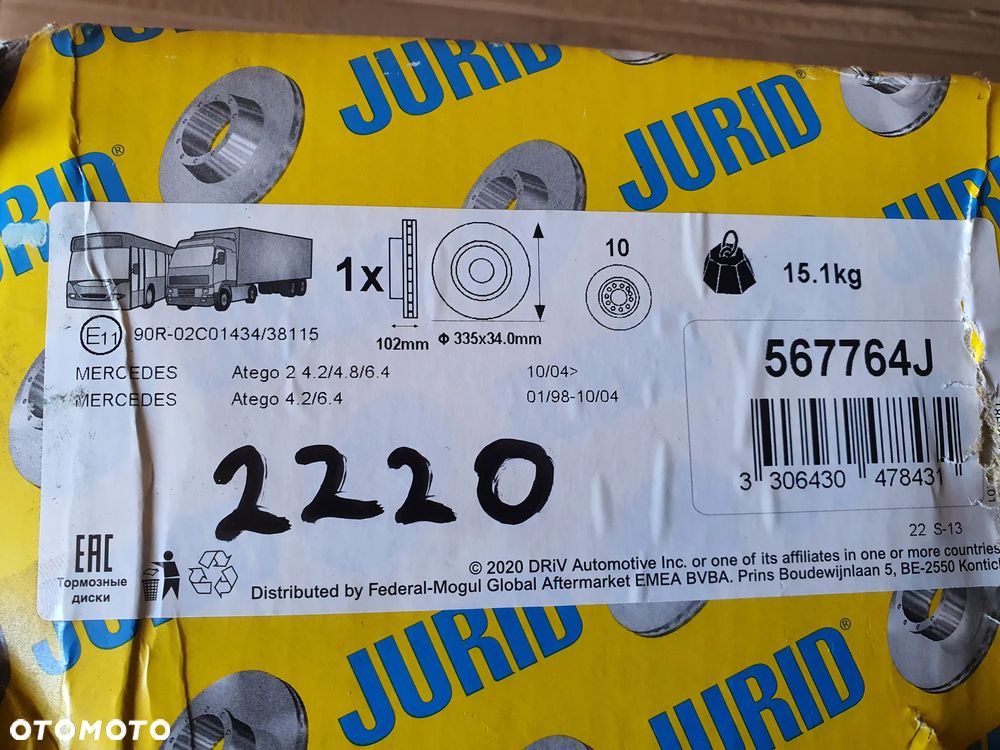 JURID
JURID®
JURID®
1x
102mm
Φ 335x34.0mm
10
15.1kg
E11 90R-02C01434/38115
MERCEDES Atego 2 4.2/4.8/6.4 10/04>
MERCEDES Atego 4.2/6.4 01/98-10/04
567764J
3 306430 478431
2220
22 S-13
EAC
Тормозные
диски
© 2020 DRiV Automotive Inc. or one of its affiliates in one or more countries
Distributed by Federal-Mogul Global Aftermarket EMEA BVBA. Prins Boudewijnlaan 5, BE-2550 Kontich
JURID
JURID
JURID®
OTOMOTO